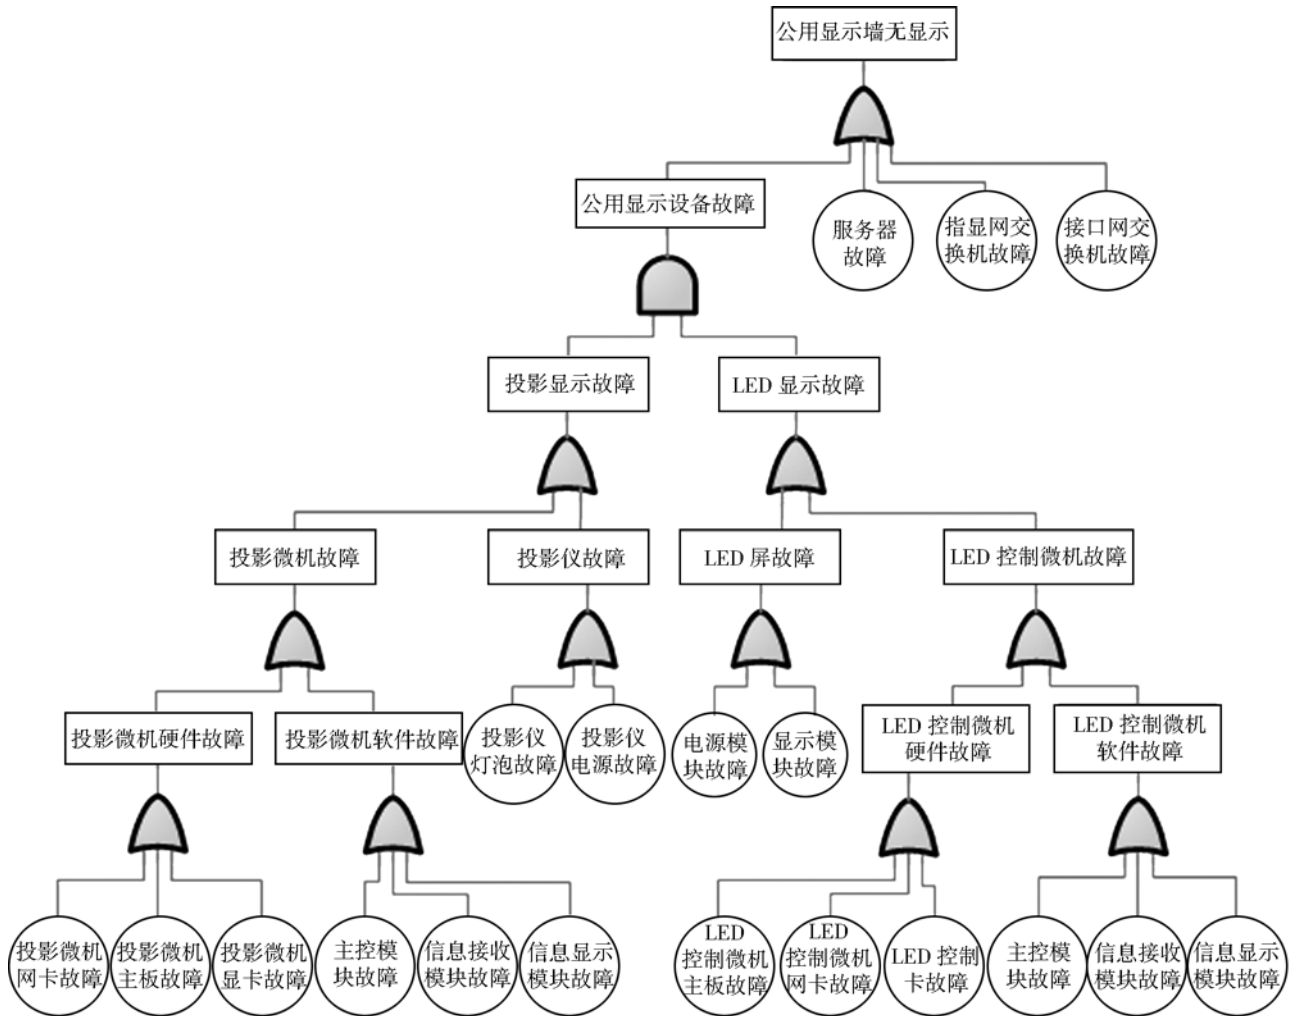 公用显示墙无显示
公用显示设备故障
服务器
故障
指显网交
换机故障
接口网交
换机故障
投影显示故障
LED 显示故障
投影微机故障
投影仪故障
LED 屏故障
LED 控制微机故障
投影微机硬件故障
投影微机软件故障
投影仪
灯泡故障
投影仪
电源故障
电源模
块故障
显示模
块故障
LED 控制微机
硬件故障
LED 控制微机
软件故障
投影微机
网卡故障
投影微机
主板故障
投影微机
显卡故障
主控模
块故障
信息接收
模块故障
信息显示
模块故障
LED
控制微机
主板故障
LED
控制微机
网卡故障
LED 控制
卡故障
主控模
块故障
信息接收
模块故障
信息显示
模块故障